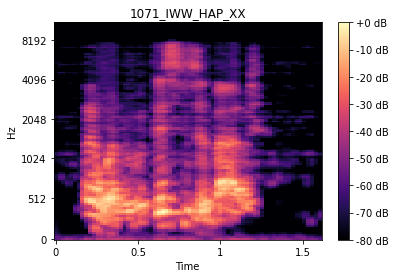 1071_IWW_HAP_XX
+0 dB
8192
-10 dB
4096
-20 dB
-30 dB
2048
Hz
-40 dB
1024
-50 dB
512
-60 dB
-70 dB
0
-80 dB
0
0.5
1
1.5
Time